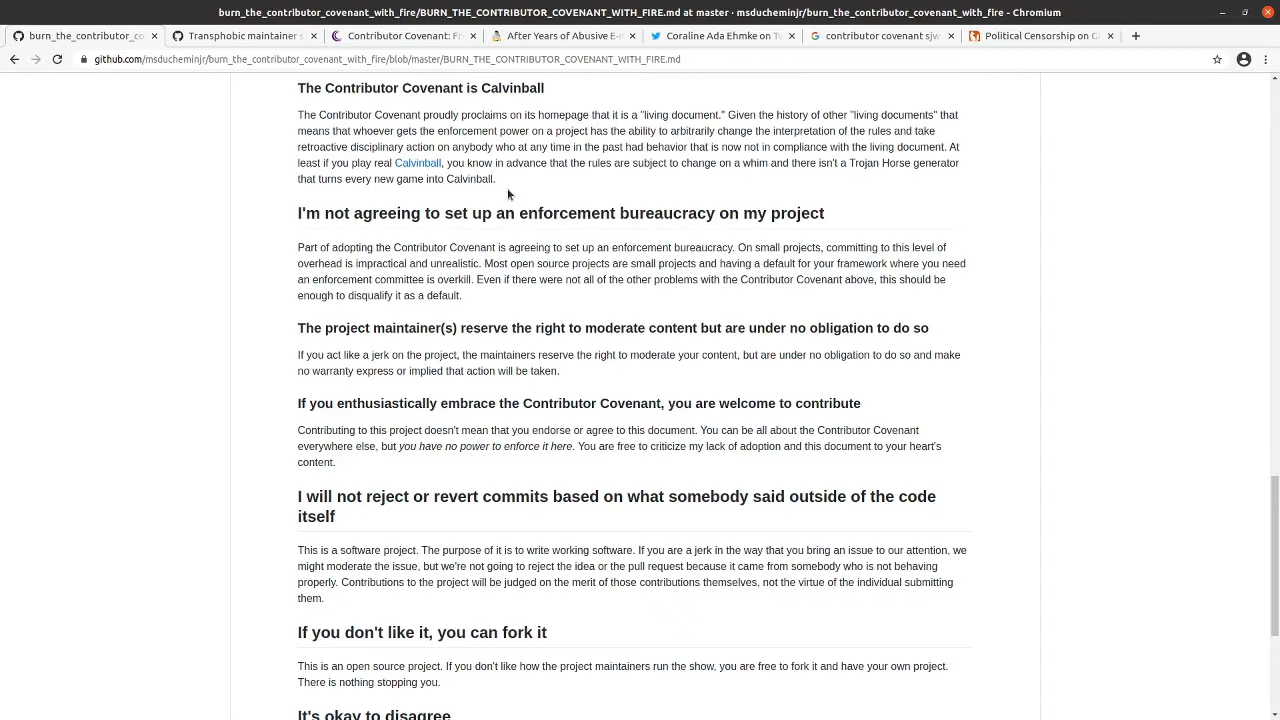 burn_the_contributor_covenant_with_fire/BURN_THE_CONTRIBUTOR_COVENANT_WITH_FIRE.md at master · msducheminjr/burn_the_contributor_covenant_with_fire - Chromium
burn_the_contributor_co
Transphobic maintainer s
Contributor Covenant: Fr
After Years of Abusive E-m
Coraline Ada Ehmke on Tw
contributor covenant sjw
Political Censorship on G
github.com/msducheminjr/burn_the_contributor_covenant_with_fire/blob/master/BURN_THE_CONTRIBUTOR_COVENANT_WITH_FIRE.md
The Contributor Covenant is Calvinball
The Contributor Covenant proudly proclaims on its homepage that it is a "living document." Given the history of other "living documents" that
means that whoever gets the enforcement power on a project has the ability to arbitrarily change the interpretation of the rules and take
retroactive disciplinary action on anybody who at any time in the past had behavior that is now not in compliance with the living document. At
least if you play real Calvinball, you know in advance that the rules are subject to change on a whim and there isn't a Trojan Horse generator
that turns every new game into Calvinball.
I'm not agreeing to set up an enforcement bureaucracy on my project
Part of adopting the Contributor Covenant is agreeing to set up an enforcement bureaucracy. On small projects, committing to this level of
overhead is impractical and unrealistic. Most open source projects are small projects and having a default for your framework where you need
an enforcement committee is overkill. Even if there were not all of the other problems with the Contributor Covenant above, this should be
enough to disqualify it as a default.
The project maintainer(s) reserve the right to moderate content but are under no obligation to do so
If you act like a jerk on the project, the maintainers reserve the right to moderate your content, but are under no obligation to do so and make
no warranty express or implied that action will be taken.
If you enthusiastically embrace the Contributor Covenant, you are welcome to contribute
Contributing to this project doesn't mean that you endorse or agree to this document. You can be all about the Contributor Covenant
everywhere else, but you have no power to enforce it here. You are free to criticize my lack of adoption and this document to your heart's
content.
I will not reject or revert commits based on what somebody said outside of the code
itself
This is a software project. The purpose of it is to write working software. If you are a jerk in the way that you bring an issue to our attention, we
might moderate the issue, but we're not going to reject the idea or the pull request because it came from somebody who is not behaving
properly. Contributions to the project will be judged on the merit of those contributions themselves, not the virtue of the individual submitting
them.
If you don't like it, you can fork it
This is an open source project. If you don't like how the project maintainers run the show, you are free to fork it and have your own project.
There is nothing stopping you.
It's okay to disagree